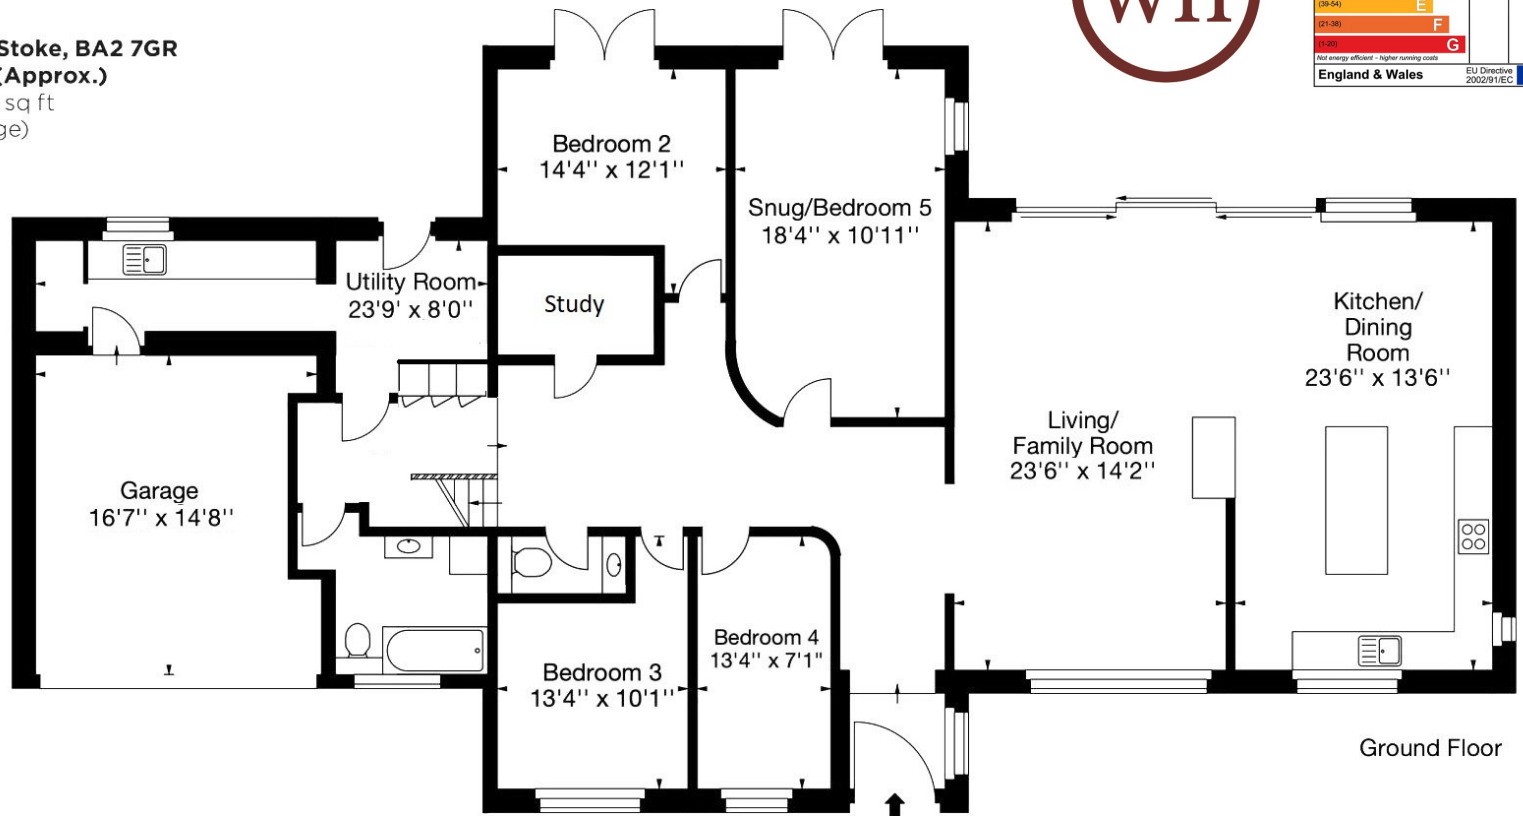 Stoke, BA2 7GR
(Approx.)
sq ft
WH
(39-54) E
(21-38) F
(1-20) G
Not energy efficient - higher running costs
England & Wales
EU Directive
2002/91/EC
Bedroom 2
14'4'' x 12'1''
Snug/Bedroom 5
18'4'' x 10'11''
Utility Room
23'9' x 8'0''
Study
Kitchen/
Dining
Room
23'6'' x 13'6''
Living/
Family Room
23'6'' x 14'2''
Garage
16'7'' x 14'8''
Bedroom 3
13'4'' x 10'1''
Bedroom 4
13'4'' x 7'1"
Ground Floor